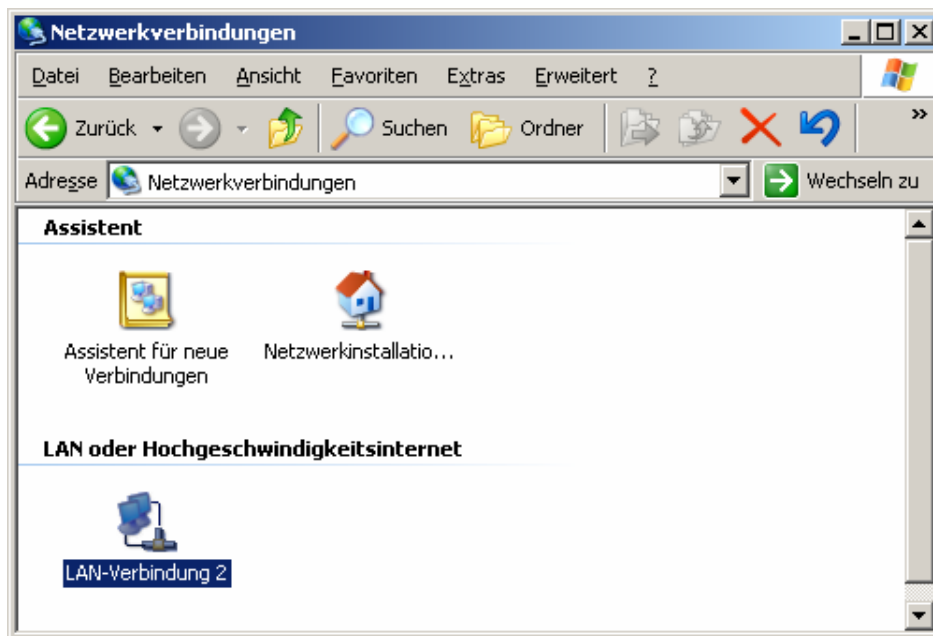 Netzwerkverbindungen
Datei Bearbeiten Ansicht Favoriten Extras Erweitert ?
Zurück Suchen Ordner »
Adresse Netzwerkverbindungen Wechseln zu
Assistent
Assistent für neue Verbindungen
Netzwerkinstallatio...
LAN oder Hochgeschwindigkeitsinternet
LAN-Verbindung 2